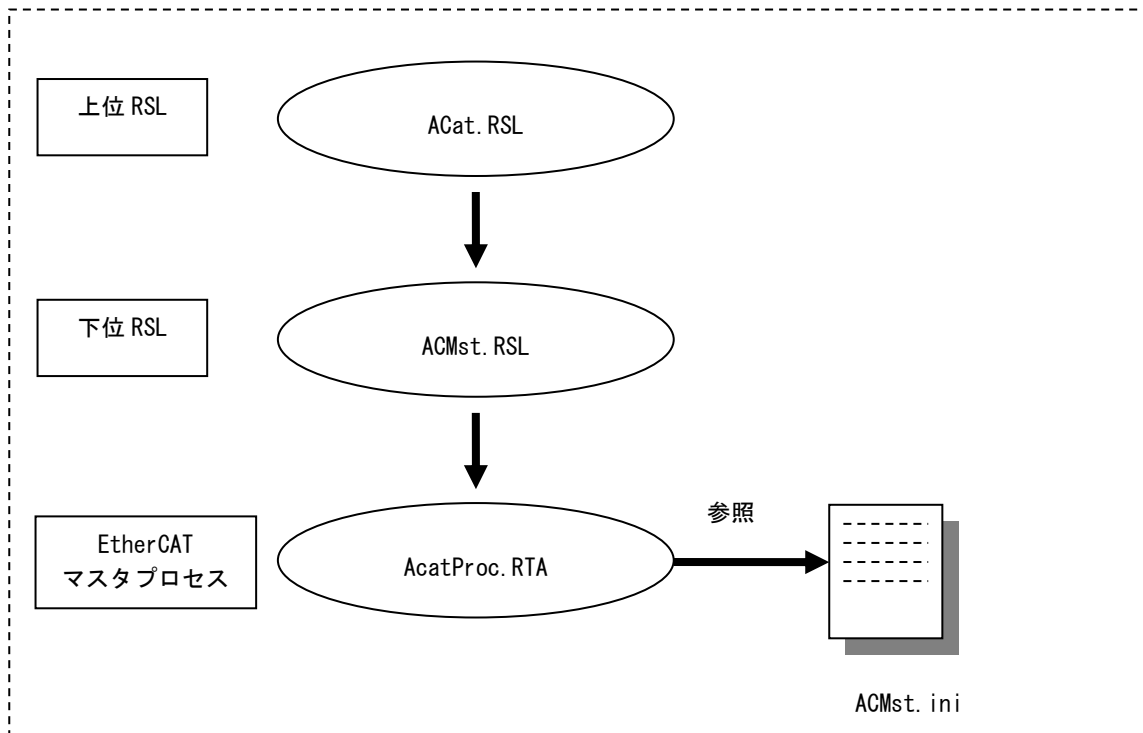 上位 RSL
ACat.RSL
下位 RSL
ACMst.RSL
EtherCAT
マスタプロセス
AcatProc.RTA
参照
ACMst.ini